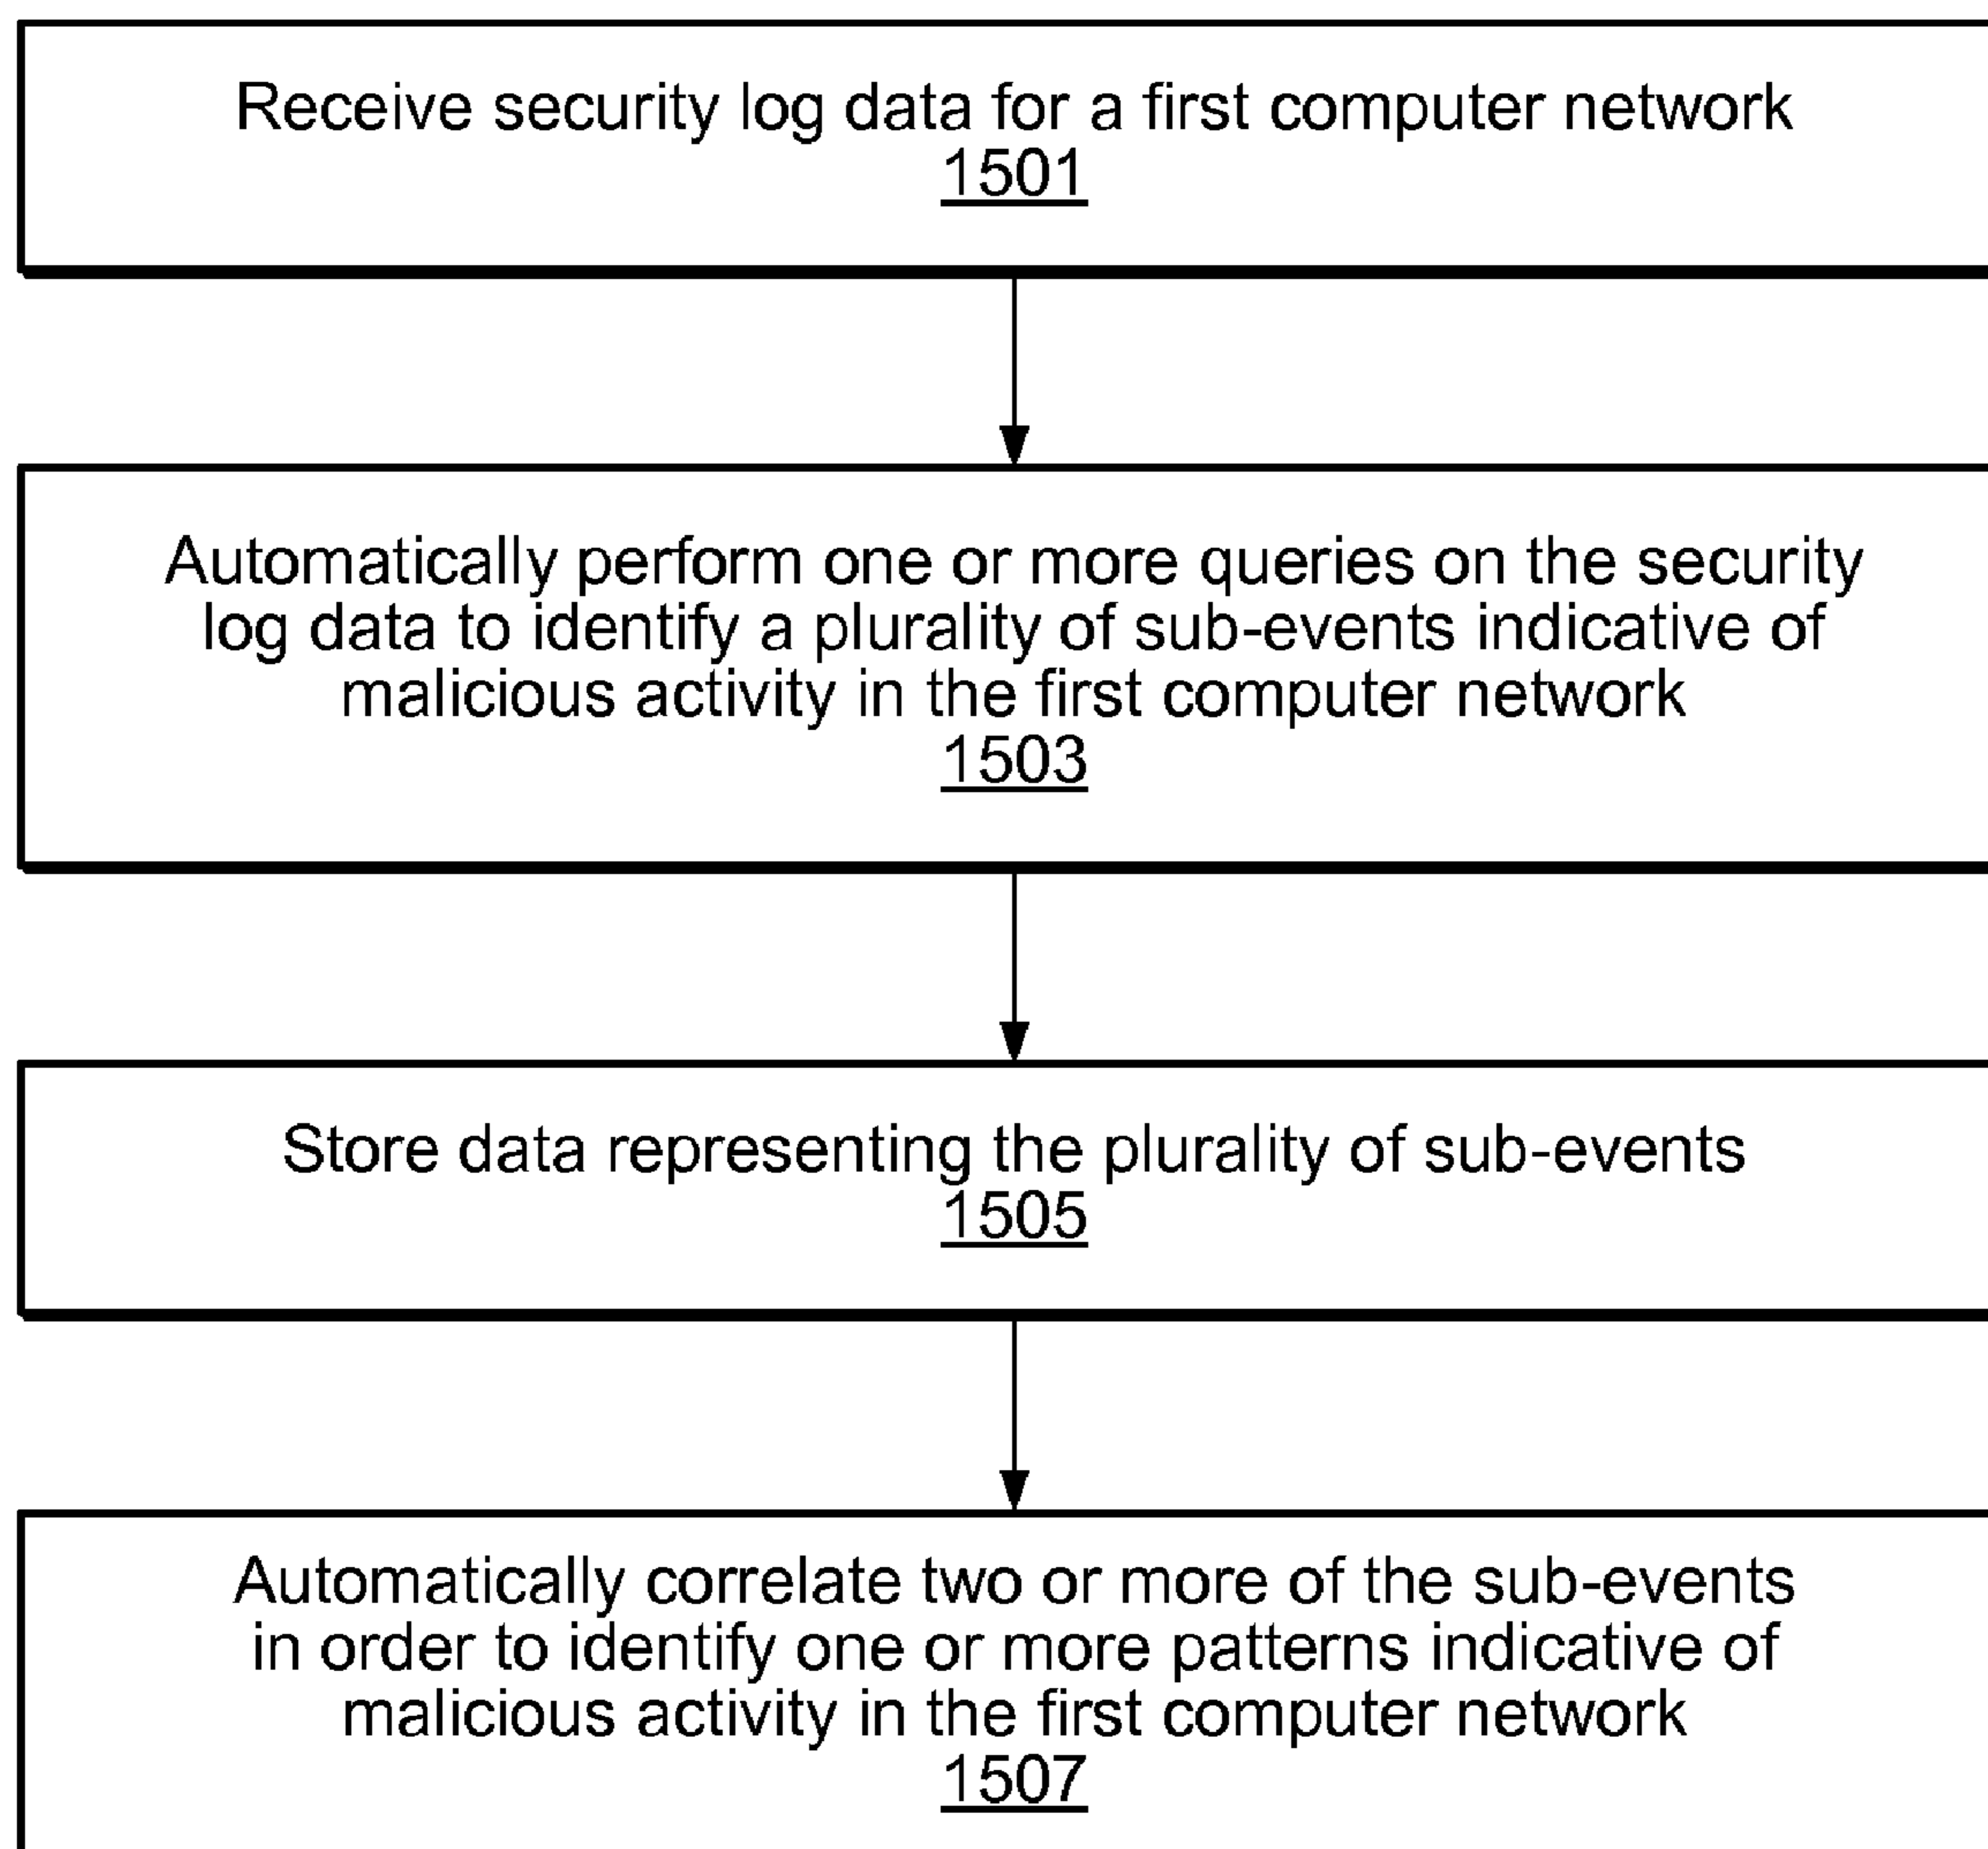 Receive security log data for a first computer network
1501
Automatically perform one or more queries on the security
log data to identify a plurality of sub-events indicative of
malicious activity in the first computer network
1503
Store data representing the plurality of sub-events
1505
Automatically correlate two or more of the sub-events
in order to identify one or more patterns indicative of
malicious activity in the first computer network
1507